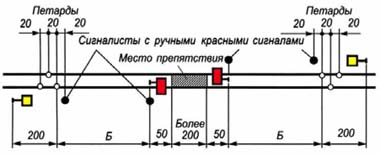 Петарды
Петарды
20 20
20
20 20
20
Сигналисты с ручными красными сигналами
Место препятствия
200
Б
50
Более
200
50
Б
200